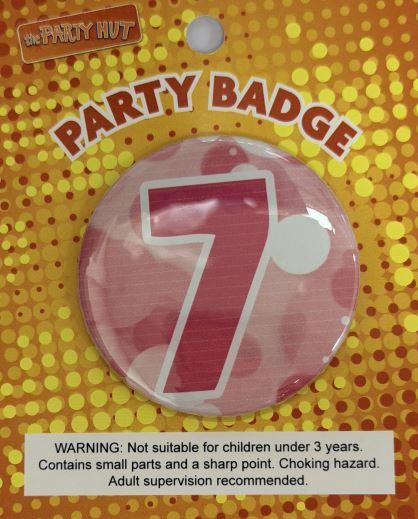 the PARTY HUT
PARTY BADGE
7
WARNING: Not suitable for children under 3 years.
Contains small parts and a sharp point. Choking hazard.
Adult supervision recommended.